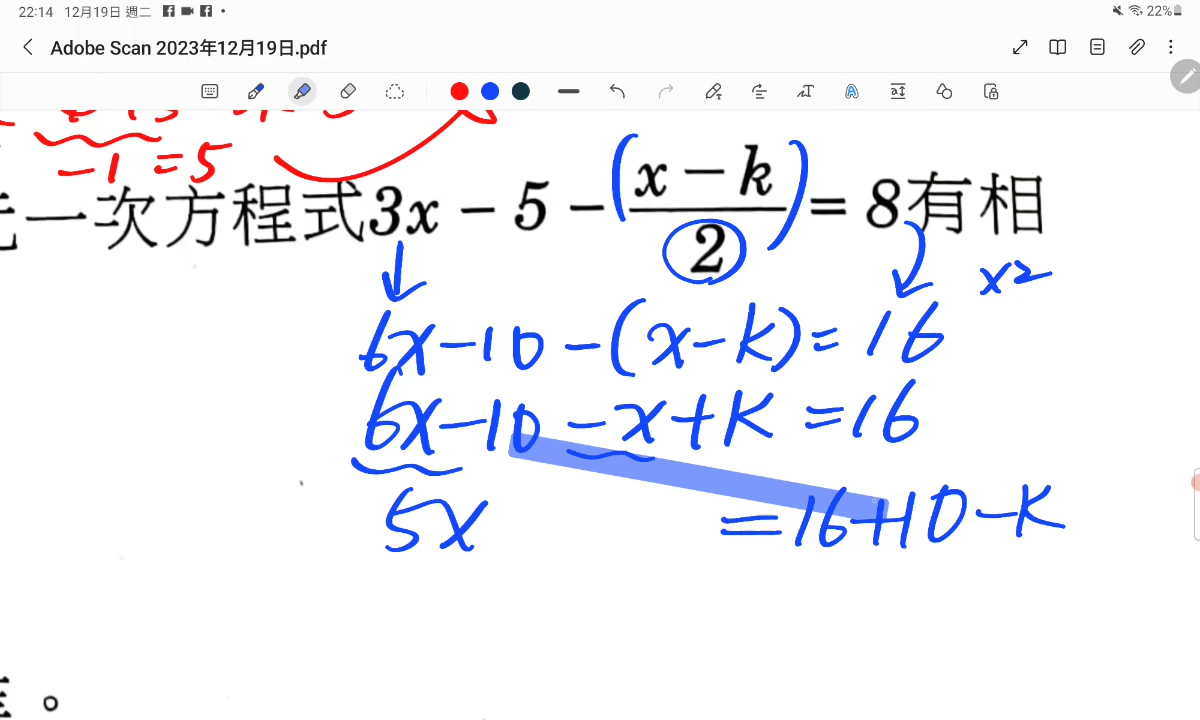 22:14 12月19日 週二 22%
Adobe Scan 2023年12月19日.pdf
-1 = 5
一次方程式3x - 5 - (x - k)/2 = 8有相
x2
6x - 10 - (x - k) = 16
6x - 10 - x + k = 16
5x = 16 + 10 - k
。